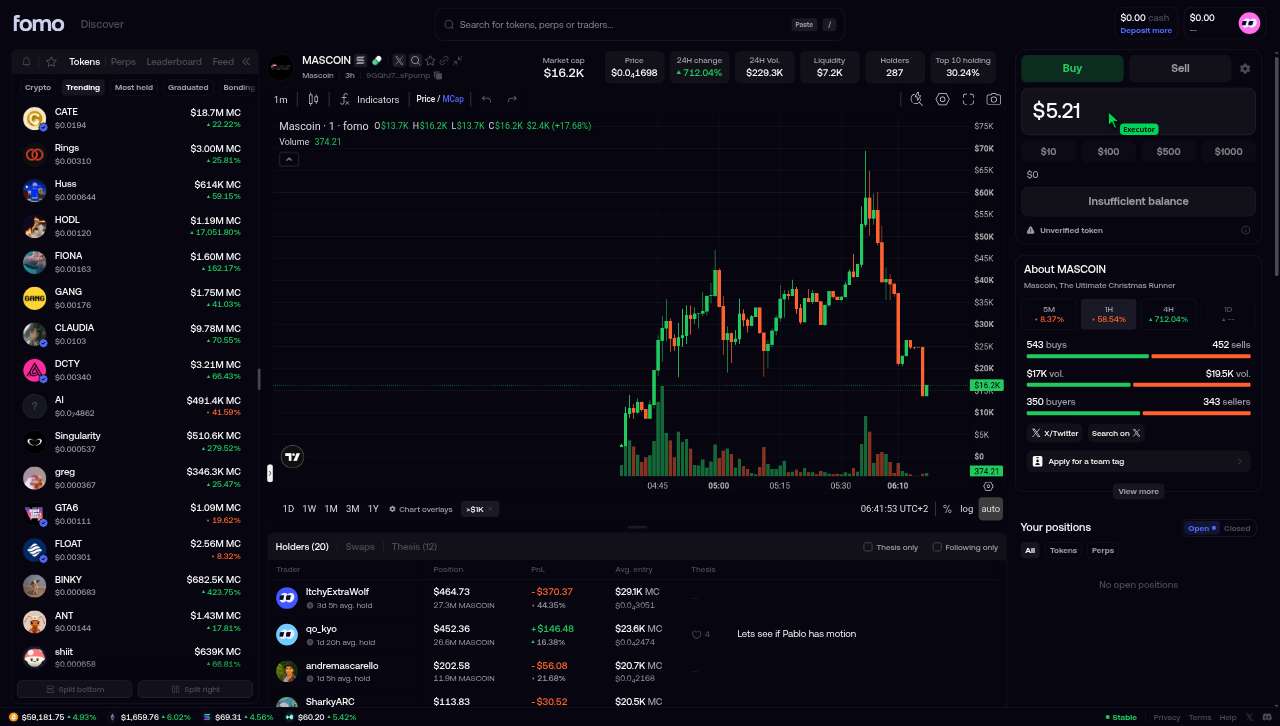 fomo
Discover
Search for tokens, perps or traders...
Paste
/
$0.00 cash
Deposit more
$0.00
—
Tokens Perps Leaderboard Feed
Crypto Trending Most held Graduated Bonding
CATE $18.7M MC
$0.0194 22.22%
Rings $3.00M MC
$0.00310 25.81%
Huss $614K MC
$0.000644 59.15%
HODL $1.19M MC
$0.00120 17,051.80%
FIONA $1.60M MC
$0.00163 162.17%
GANG $1.75M MC
$0.00176 41.03%
CLAUDIA $9.78M MC
$0.0103 70.55%
DCTY $3.21M MC
$0.00340 66.43%
AI $491.4K MC
$0.0₇4862 41.59%
Singularity $510.6K MC
$0.000537 279.52%
greg $346.3K MC
$0.000367 25.47%
GTA6 $1.09M MC
$0.00111 19.62%
FLOAT $2.56M MC
$0.00301 8.32%
BINKY $682.5K MC
$0.000683 423.75%
ANT $1.43M MC
$0.00144 17.81%
shiit $639K MC
$0.000658 66.81%
Split bottom Split right
MASCOIN
Mascoin 3h
Market cap
$16.2K
Price
$0.0₄1698
24H change
712.04%
24H Vol.
$229.3K
Liquidity
$7.2K
Holders
287
Top 10 holding
30.24%
1m Indicators Price / MCap
Mascoin · 1 · fomo O$13.7K H$16.2K L$13.7K C$16.2K $2.4K (+17.68%)
Volume 374.21
$75K
$70K
$65K
$60K
$55K
$50K
$45K
$40K
$35K
$30K
$25K
$20K
$16.2K
$15K
$10K
$5K
$0
374.21
04:45 05:00 05:15 05:30 06:10
1D 1W 1M 3M 1Y Chart overlays >$1K 06:41:53 UTC+2 % log auto
Holders (20) Swaps Thesis (12) Thesis only Following only
Trader Position PnL Avg. entry Thesis
ItchyExtraWolf $464.73 -$370.37 $29.1K MC
3d 5h avg. hold 27.3M MASCOIN 44.35% $0.0₄3051
qo_kyo $452.36 +$146.48 $23.6K MC 4 Lets see if Pablo has motion
1d 20h avg. hold 26.6M MASCOIN 16.38% $0.0₄2474
andremascarello $202.58 -$56.08 $20.7K MC
1d 5h avg. hold 11.9M MASCOIN 21.68% $0.0₄2168
SharkyARC $113.83 -$30.52 $20.5K MC
Buy Sell
$5.21
Executor
$10 $100 $500 $1000
$0
Insufficient balance
Unverified token
About MASCOIN
Mascoin, The Ultimate Christmas Runner
5M 1H 4H 1D
8.37% 58.54% 712.04% --
543 buys 452 sells
$17K vol. $19.5K vol.
350 buyers 343 sellers
X/Twitter Search on X
Apply for a team tag
View more
Your positions Open Closed
All Tokens Perps
No open positions
$59,181.75 4.93% $1,659.76 6.02% $69.31 4.56% $60.20 5.42%
Stable Privacy Terms Help